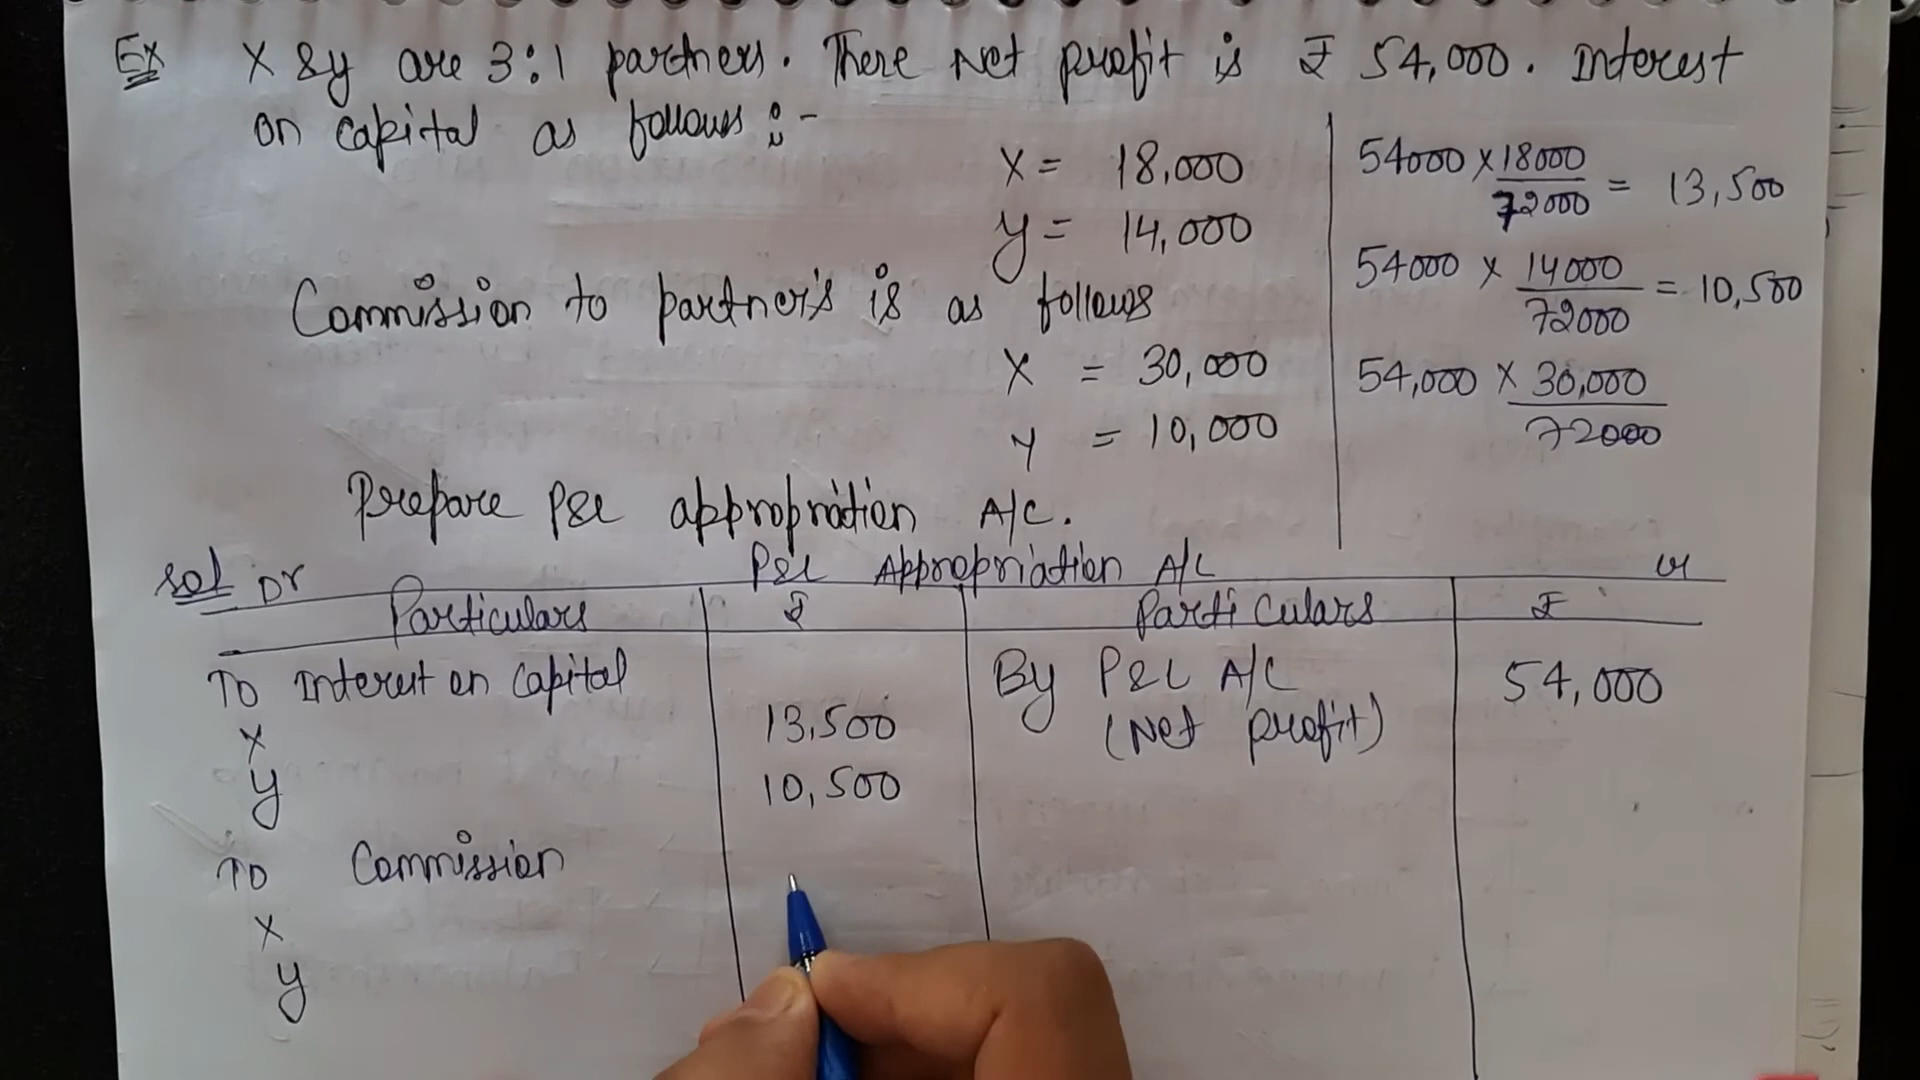 Ex X & y are 3:1 partners. There Net profit is ₹ 54,000. Interest
on capital as follows :-
X = 18,000
y = 14,000
Commission to partner's is as follows
X = 30,000
y = 10,000
Prepare P&L appropriation A/C.
54000 × 18000/72000 = 13,500
54000 × 14000/72000 = 10,500
54,000 × 30,000/72000
sol Dr P&L Appropriation A/C Cr
Particulars ₹ Particulars ₹
To Interest on capital By P&L A/C 54,000
X 13,500 (Net profit)
y 10,500
To Commission
X
y